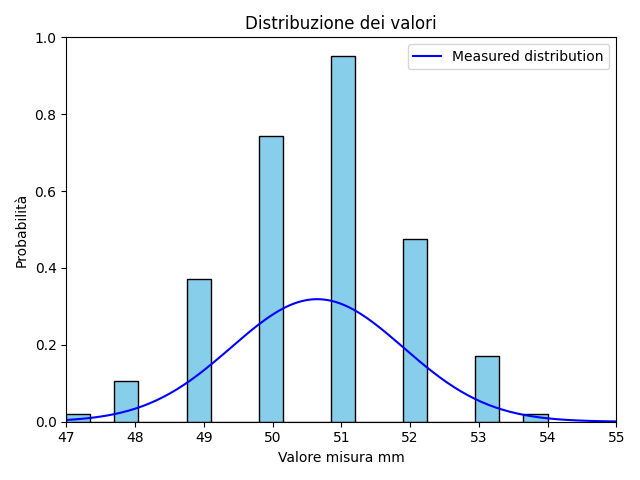 Distribuzione dei valori
1.0
Measured distribution
0.8
0.6
Probabilità
0.4
0.2
0.0
47 48 49 50 51 52 53 54 55
Valore misura mm